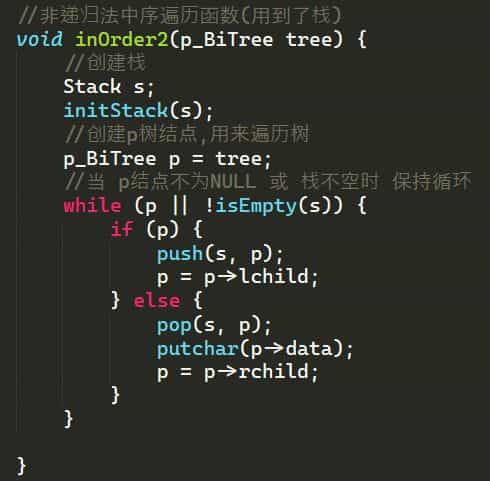 //非递归法中序遍历函数(用到了栈)
void inOrder2(p_BiTree tree) {
//创建栈
Stack s;
initStack(s);
//创建p树结点,用来遍历树
p_BiTree p = tree;
//当 p结点不为NULL 或 栈不空时 保持循环
while (p || !isEmpty(s)) {
if (p) {
push(s, p);
p = p->lchild;
} else {
pop(s, p);
putchar(p->data);
p = p->rchild;
}
}
}